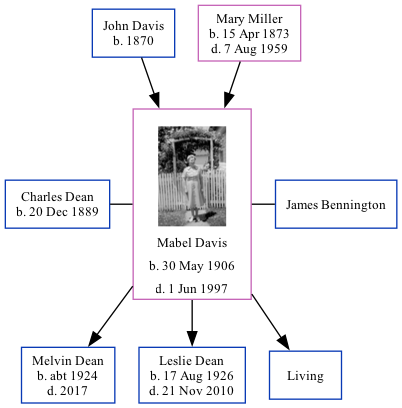 John Davis
b. 1870
Mary Miller
b. 15 Apr 1873
d. 7 Aug 1959
Charles Dean
b. 20 Dec 1889
Mabel Davis
b. 30 May 1906
d. 1 Jun 1997
James Bennington
Melvin Dean
b. abt 1924
d. 2017
Leslie Dean
b. 17 Aug 1926
d. 21 Nov 2010
Living